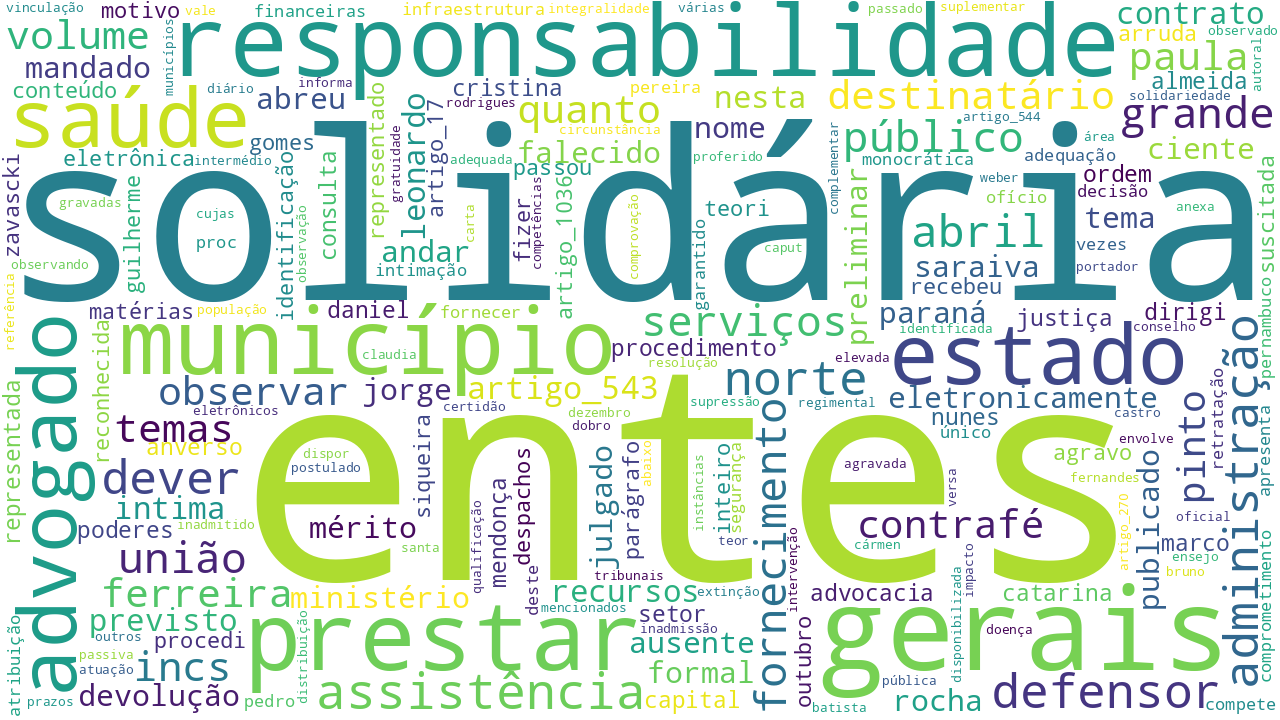 vinculação
vale
integralidade
várias
passado
suplementar
motivo
financeiras
infraestrutura
contrato
responsabilidade
volume
municípios
arruda
observado
paula
mandado
informa
almeida
autoral
conteúdo
diário
abreu
cristina
pereira
saúde
representado
artigo_17
rodrigues
quanto
nesta
destinatário
solidariedade
grande
gomes
nome
artigo_544
público
circunstância
eletrônica
intermédio
gratuidade
leonardo
adequada
falecido
proferido
complementar
monocrática
adequação
área
ciente
zavascki
passou
ordem
solidária
gravadas
guilherme
identificação
consulta
fizer
competências
artigo_1036
teori
weber
decisão
ofício
anexa
suscitada
cujas
carta
comprovação
garantido
preliminar
abril
tema
proc
observação
andar
caput
vezes
observando
intimação
saraiva
portador
recebeu
pernambuco
referência
matérias
população
daniel
fornecer
serviços
paraná
justiça
dirigi
município
identificada
conselho
reconhecida
claudia
procedimento
elevada
estado
advogado
resolução
norte
observar
jorge
artigo_543
eletronicamente
retratação
administração
representada
eletrônicos
certidão
dezembro
supressão
regimental
nunes
castro
pinto
temas
dobro
único
anverso
entes
envolve
dispor
siqueira
abaixo
agravo
dever
postulado
julgado
parágrafo
inteiro
segurança
instâncias
fornecimento
agravada
publicado
fernandes
apresenta
mendonça
despachos
versa
intima
qualificação
artigo_270
oficial
poderes
inadmitido
mérito
contrafé
marco
teor
cármen
ensejo
união
santa
intervenção
impacto
bruno
tribunais
deste
ferreira
ministério
recursos
extinção
advocacia
catarina
comprometimento
atribuição
previsto
distribuição
mencionados
setor
disponibilizada
outros
procedi
prestar
inadmissão
gerais
doença
ausente
outubro
passiva
atuação
incs
formal
pública
defensor
prazos
devolução
pedro
assistência
capital
batista
rocha
compete